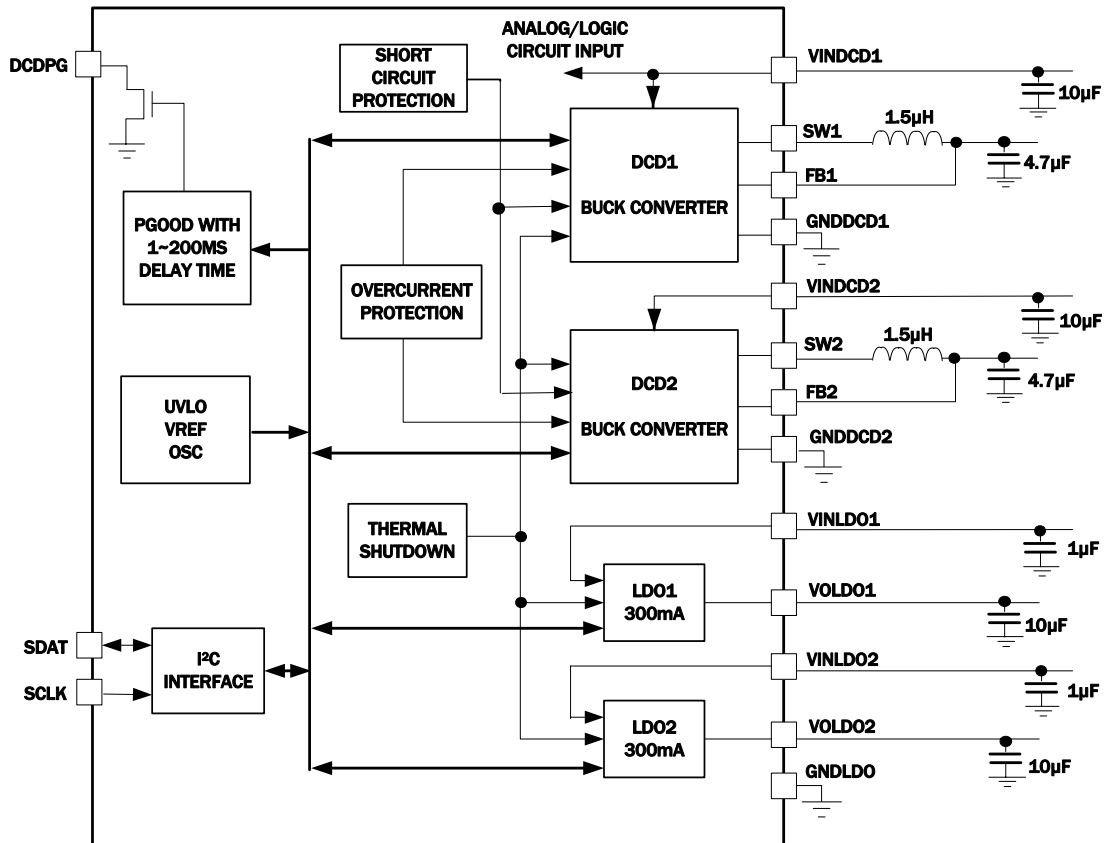 ANALOG/LOGIC
CIRCUIT INPUT
DCDPG
SHORT
CIRCUIT
PROTECTION
VINDCD1
10µF
SW1
1.5µH
DCD1
BUCK CONVERTER
4.7µF
FB1
PGOOD WITH
1~200MS
DELAY TIME
GNDDCD1
OVERCURRENT
PROTECTION
VINDCD2
10µF
SW2
1.5µH
DCD2
BUCK CONVERTER
4.7µF
FB2
UVLO
VREF
OSC
GNDDCD2
THERMAL
SHUTDOWN
VINLDO1
1µF
LDO1
300mA
VOLDO1
10µF
SDAT
SCLK
I²C
INTERFACE
VINLDO2
1µF
LDO2
300mA
VOLDO2
10µF
GNDLDO